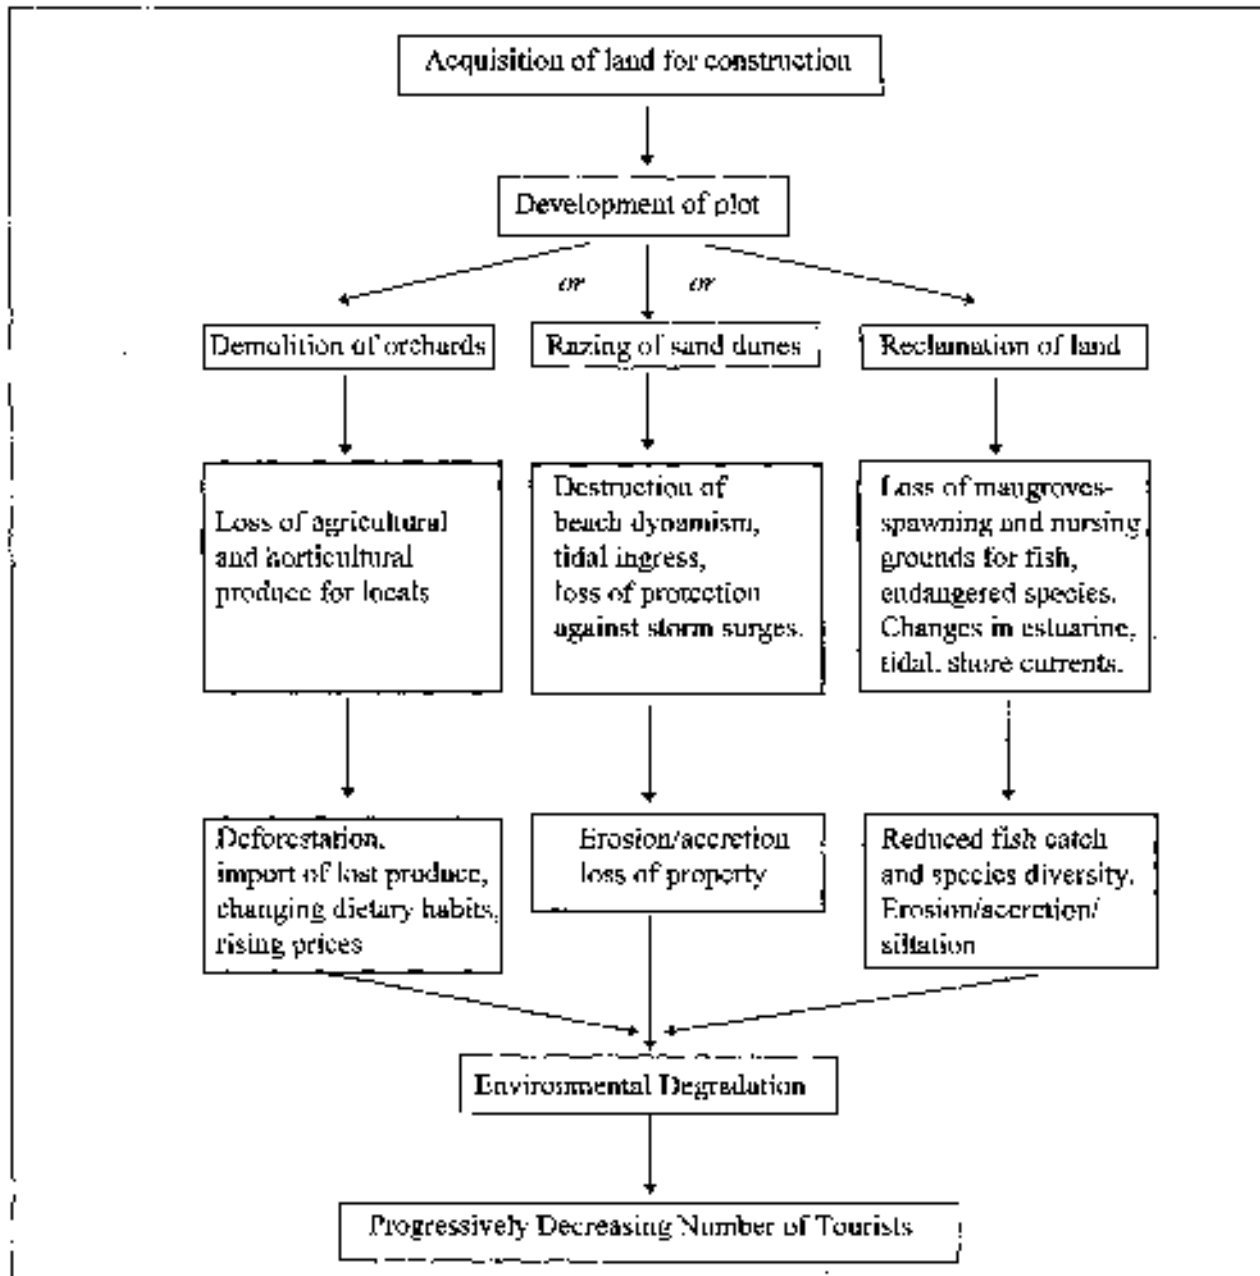 Acquisition of land for construction
Development of plot
or
or
Demolition of orchards
Razing of sand dunes
Reclamation of land
Loss of agricultural
and horticultural
produce for locals
Destruction of
beach dynamism,
tidal ingress,
loss of protection
against storm surges.
Loss of mangroves-
spawning and nursing
grounds for fish,
endangered species.
Changes in estuarine,
tidal, shore currents.
Deforestation,
import of lost produce,
changing dietary habits,
rising prices
Erosion/accretion
loss of property
Reduced fish catch
and species diversity.
Erosion/accretion/
siltation
Environmental Degradation
Progressively Decreasing Number of Tourists